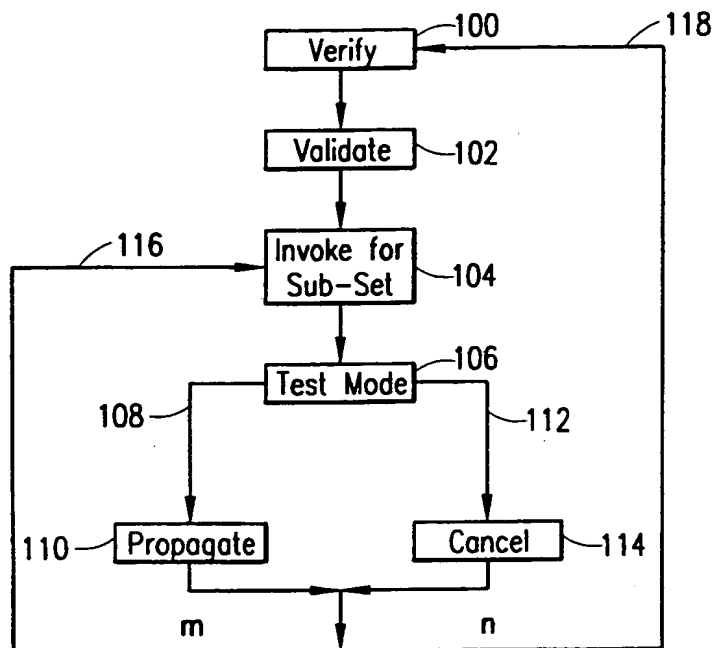 100
118
Verify
Validate
102
116
Invoke for
Sub-Set
104
106
Test Mode
108
112
110
Propagate
Cancel
114
m
n